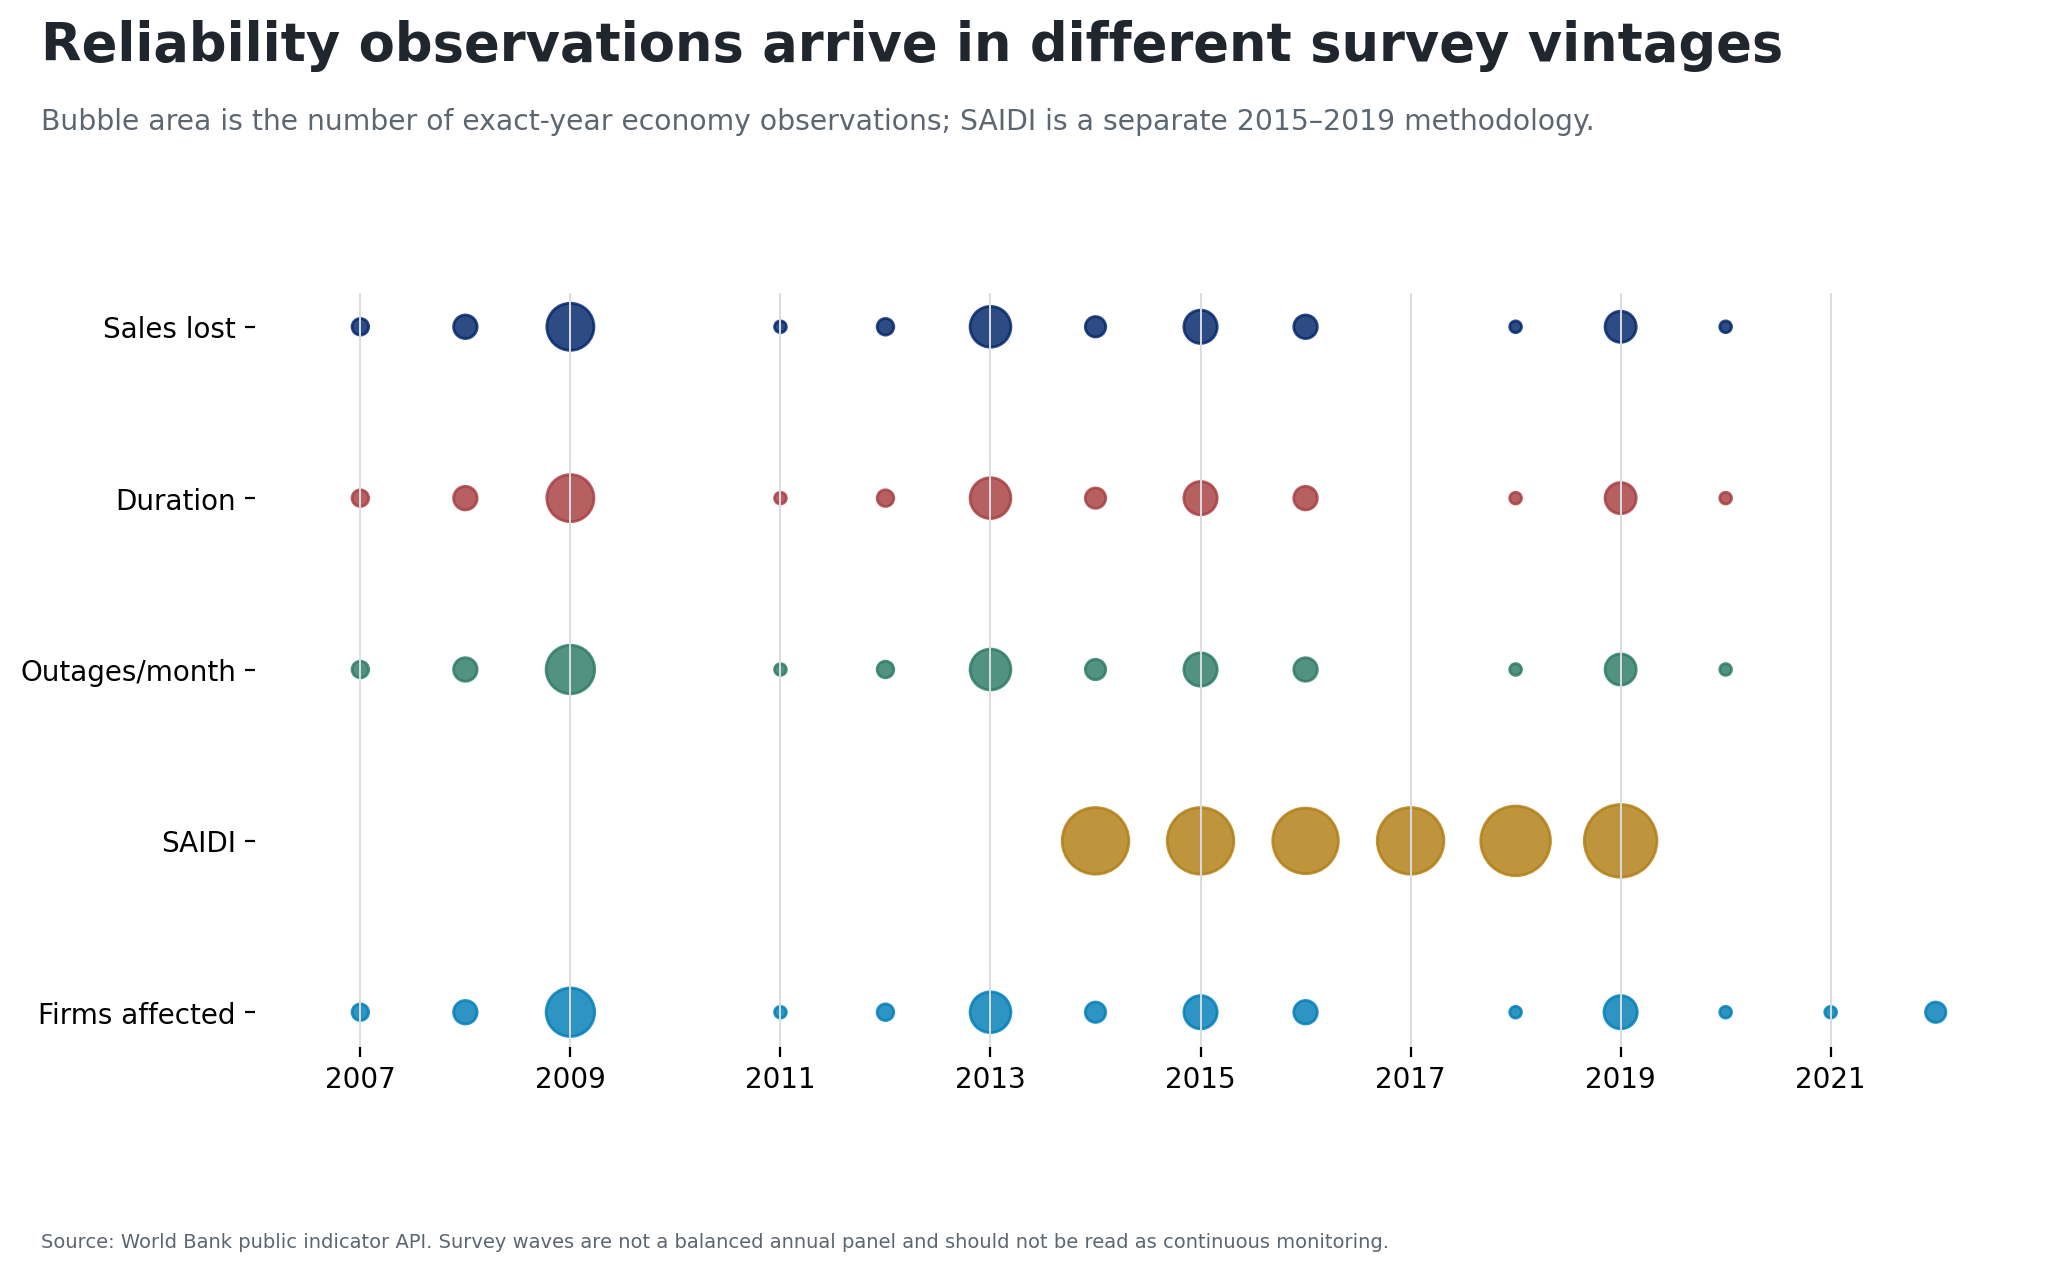 Reliability observations arrive in different survey vintages
Bubble area is the number of exact-year economy observations; SAIDI is a separate 2015–2019 methodology.
Sales lost
Duration
Outages/month
SAIDI
Firms affected
2007 2009 2011 2013 2015 2017 2019 2021
Source: World Bank public indicator API. Survey waves are not a balanced annual panel and should not be read as continuous monitoring.